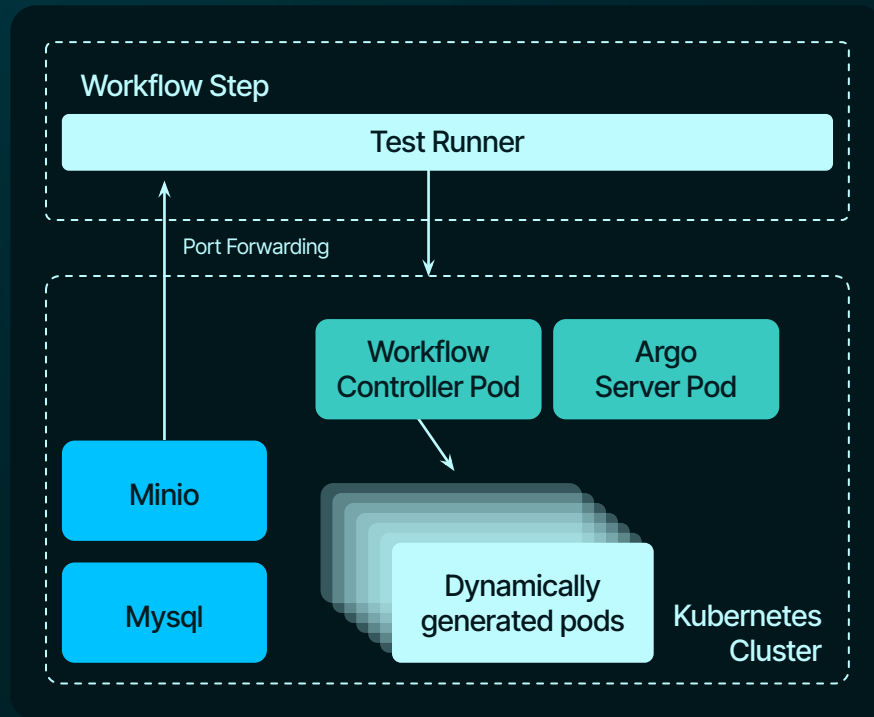 Workflow Step
Test Runner
Port Forwarding
Workflow
Controller Pod
Argo
Server Pod
Minio
Mysql
Dynamically
generated pods
Kubernetes
Cluster